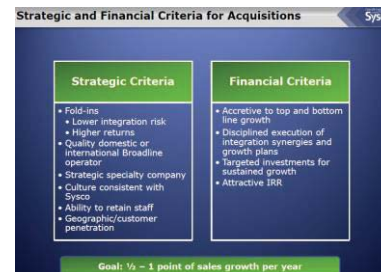 Strategic and Financial Criteria for Acquisitions
Sys
Strategic Criteria
• Fold-ins
• Lower integration risk
• Higher returns
• Quality domestic or
international Broadline
operator
• Strategic specialty company
• Culture consistent with
Sysco
• Ability to retain staff
• Geographic/customer
penetration
Financial Criteria
• Accretive to top and bottom
line growth
• Disciplined execution of
integration synergies and
growth plans
• Targeted investments for
sustained growth
• Attractive IRR
Goal: ½ – 1 point of sales growth per year